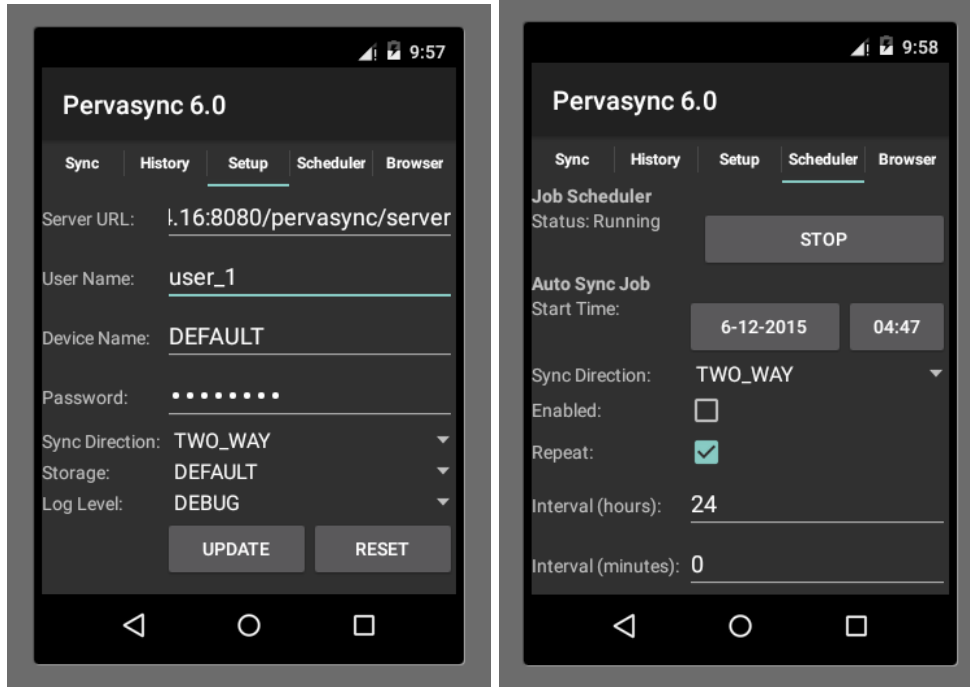 9:57
Pervasync 6.0
Sync History Setup Scheduler Browser
Server URL: .16:8080/pervasync/server
User Name: user_1
Device Name: DEFAULT
Password: ••••••••
Sync Direction: TWO_WAY
Storage: DEFAULT
Log Level: DEBUG
UPDATE RESET
9:58
Pervasync 6.0
Sync History Setup Scheduler Browser
Job Scheduler
Status: Running
STOP
Auto Sync Job
Start Time:
6-12-2015 04:47
Sync Direction: TWO_WAY
Enabled:
Repeat:
Interval (hours): 24
Interval (minutes): 0